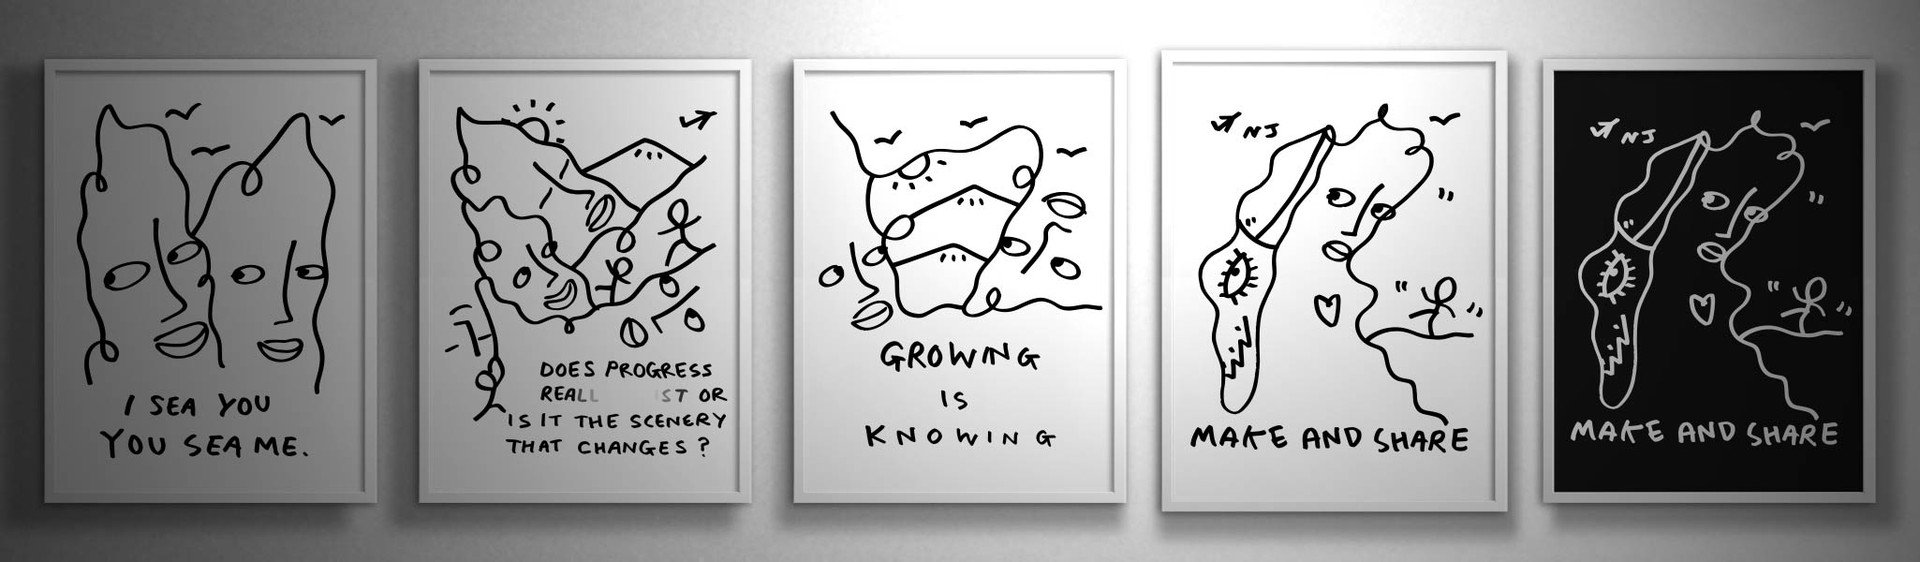 I SEA YOU
YOU SEA ME.
DOES PROGRESS
REALL ST OR
IS IT THE SCENERY
THAT CHANGES ?
GROWING
IS
KNOWING
NJ
MAKE AND SHARE
NJ
MAKE AND SHARE